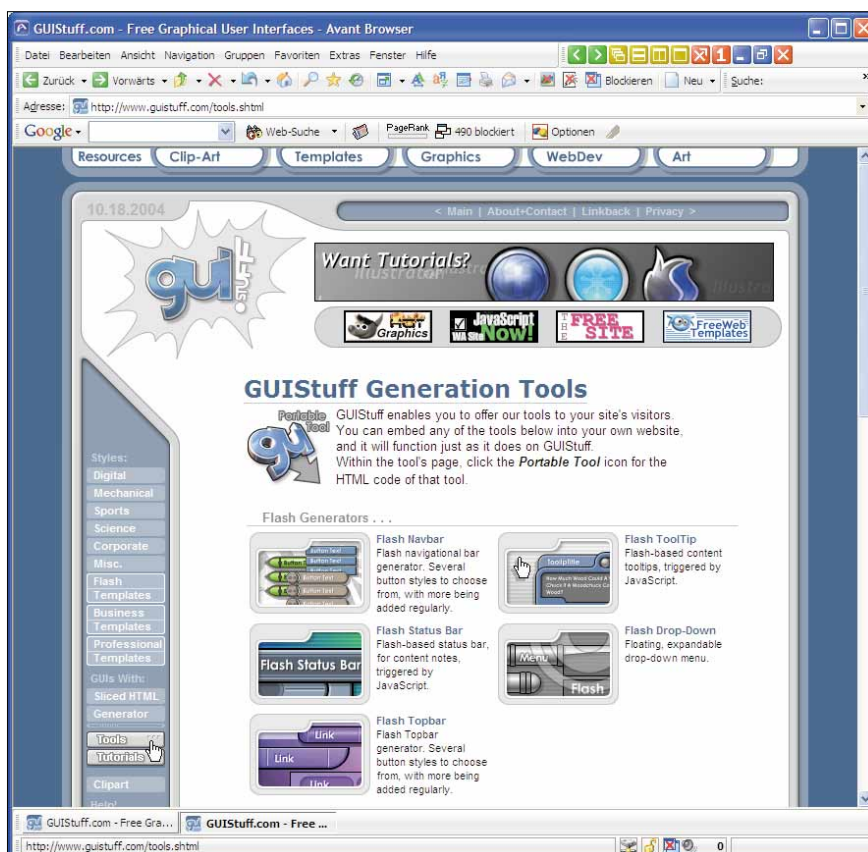 GUIStuff.com - Free Graphical User Interfaces - Avant Browser
Datei Bearbeiten Ansicht Navigation Gruppen Favoriten Extras Fenster Hilfe
Zurück Vorwärts Blockieren Neu Suche:
Adresse: http://www.guistuff.com/tools.shtml
Google Web-Suche PageRank 490 blockiert Optionen
Resources Clip-Art Templates Graphics WebDev Art
10.18.2004
< Main | About+Contact | Linkback | Privacy >
gui STUFF
Want Tutorials?
Illustrator
HOT Graphics
JavaScript Now!
THE FREE SITE
FreeWeb Templates
GUIStuff Generation Tools
Portable Tool
gui
GUIStuff enables you to offer our tools to your site's visitors.
You can embed any of the tools below into your own website,
and it will function just as it does on GUIStuff.
Within the tool's page, click the Portable Tool icon for the
HTML code of that tool.
Styles:
Digital
Mechanical
Sports
Science
Corporate
Misc.
Flash
Templates
Business
Templates
Professional
Templates
GUIs With:
Sliced HTML
Generator
Tools
Tutorials
Clipart
Help!
Flash Generators . . .
Button Text
Flash Navbar
Flash navigational bar
generator. Several
button styles to choose
from, with more being
added regularly.
Flash ToolTip
Flash-based content
tooltips, triggered by
JavaScript.
Flash Status Bar
Flash Status Bar
Flash-based status bar,
for content notes,
triggered by
JavaScript.
Menu
Flash
Flash Drop-Down
Floating, expandable
drop-down menu.
Link
Link
Link
Flash Topbar
Flash Topbar
generator. Several
button styles to choose
from, with more being
added regularly.
GUIStuff.com - Free Gra... GUIStuff.com - Free ...
http://www.guistuff.com/tools.shtml 0